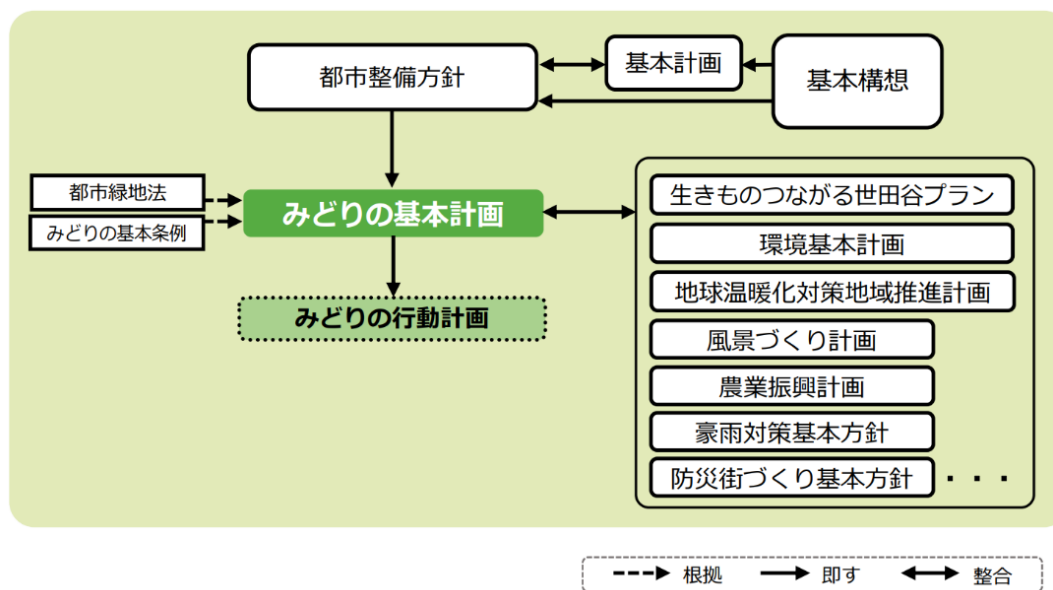 都市整備方針
基本計画
基本構想
都市緑地法
みどりの基本条例
みどりの基本計画
みどりの行動計画
生きものつながる世田谷プラン
環境基本計画
地球温暖化対策地域推進計画
風景づくり計画
農業振興計画
豪雨対策基本方針
防災街づくり基本方針 ・・・
根拠 即す 整合